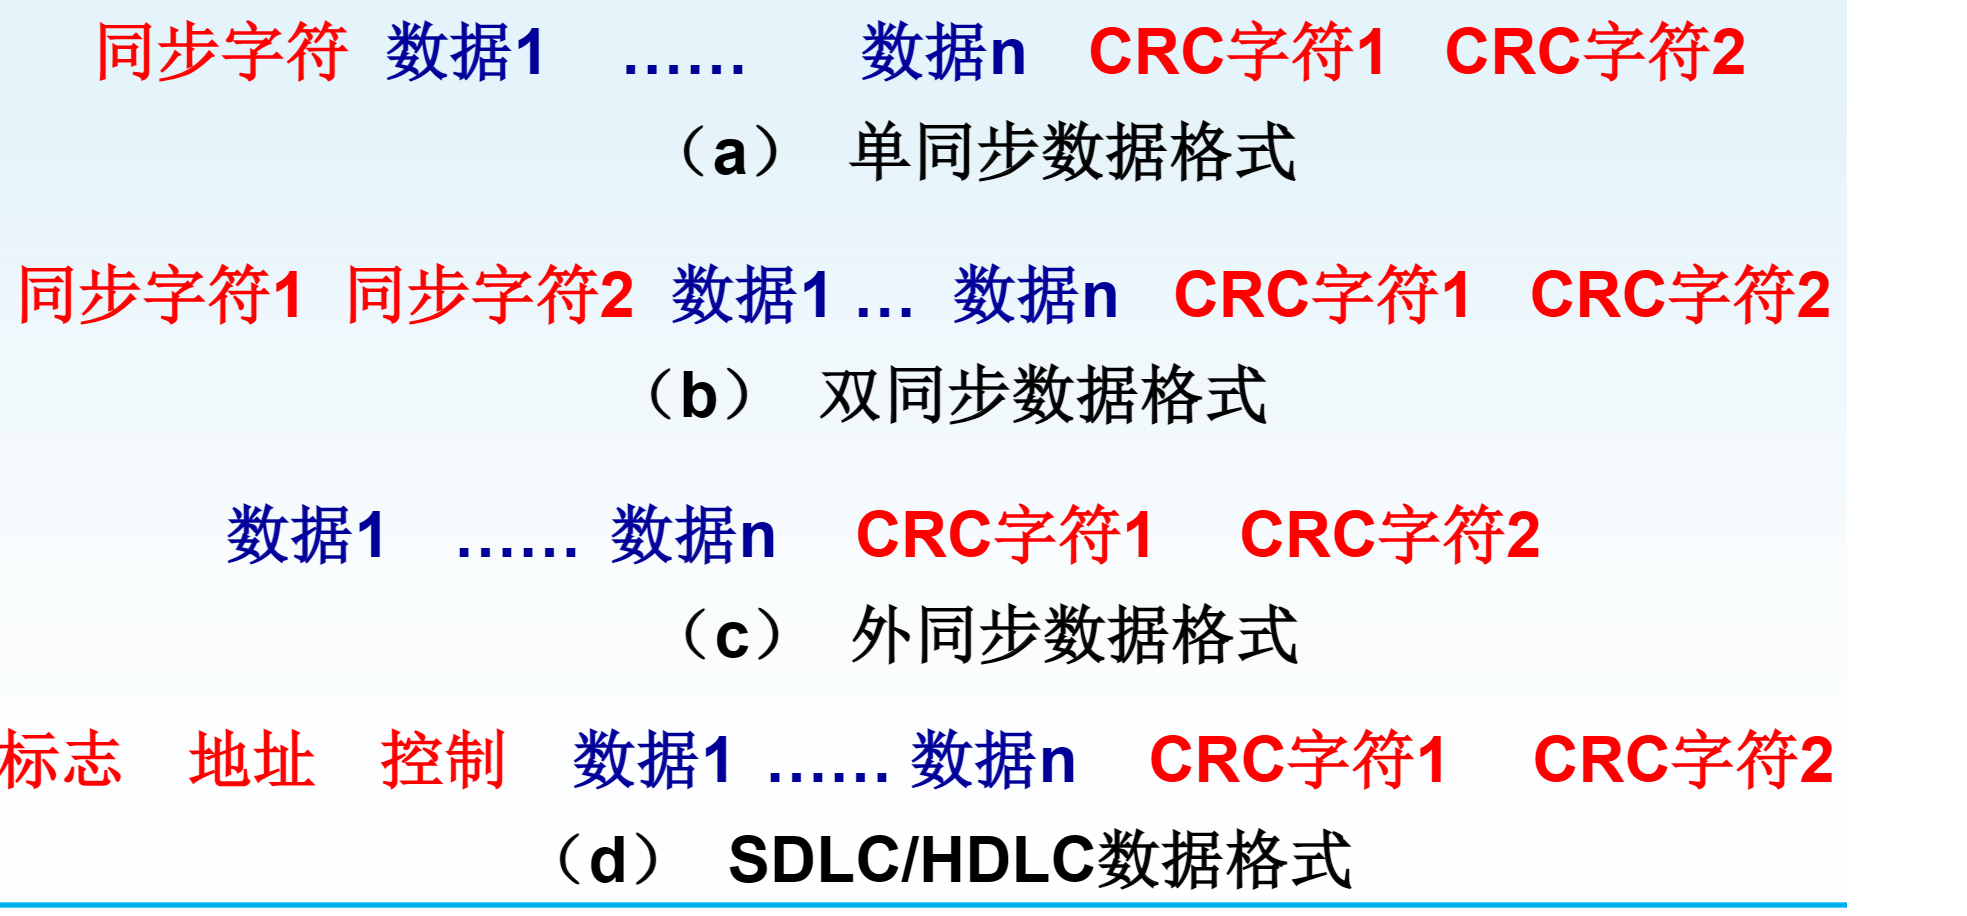 同步字符 数据1 …… 数据n CRC字符1 CRC字符2
（a） 单同步数据格式
同步字符1 同步字符2 数据1 … 数据n CRC字符1 CRC字符2
（b） 双同步数据格式
数据1 …… 数据n CRC字符1 CRC字符2
（c） 外同步数据格式
标志 地址 控制 数据1 …… 数据n CRC字符1 CRC字符2
（d） SDLC/HDLC数据格式